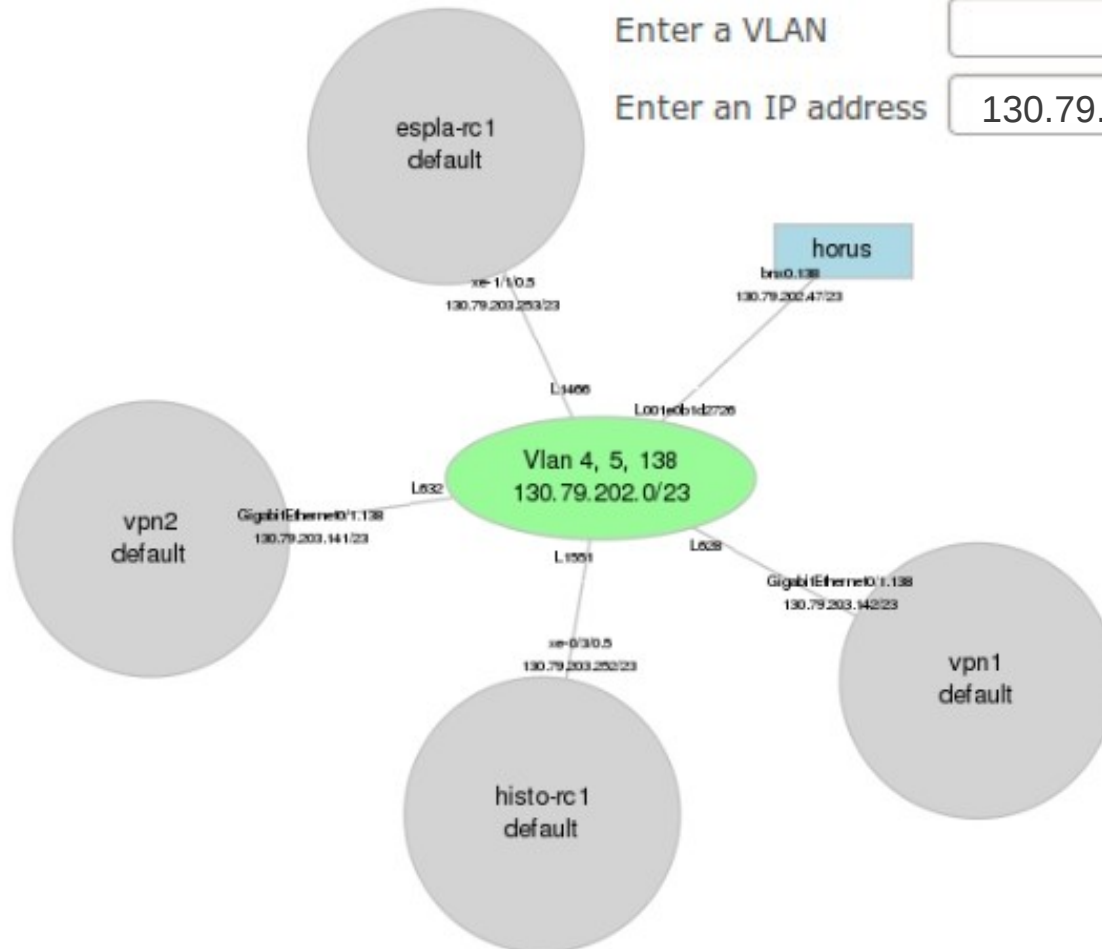 Enter a VLAN
Enter an IP address
130.79.
espla-rc1
default
horus
xe-1/1/0.5
130.79.203.253/23
bnx0.138
130.79.202.47/23
L1466
L001e0b1d2726
Vlan 4, 5, 138
130.79.202.0/23
L632
GigabitEthernet0/1.138
130.79.203.141/23
vpn2
default
L1551
L628
GigabitEthernet0/1.138
130.79.203.142/23
xe-0/3/0.5
130.79.203.252/23
vpn1
default
histo-rc1
default